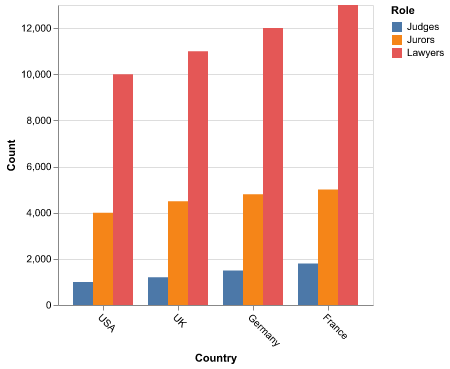 Role
Judges
Jurors
Lawyers
12,000
10,000
8,000
6,000
4,000
2,000
0
Count
USA
UK
Germany
France
Country